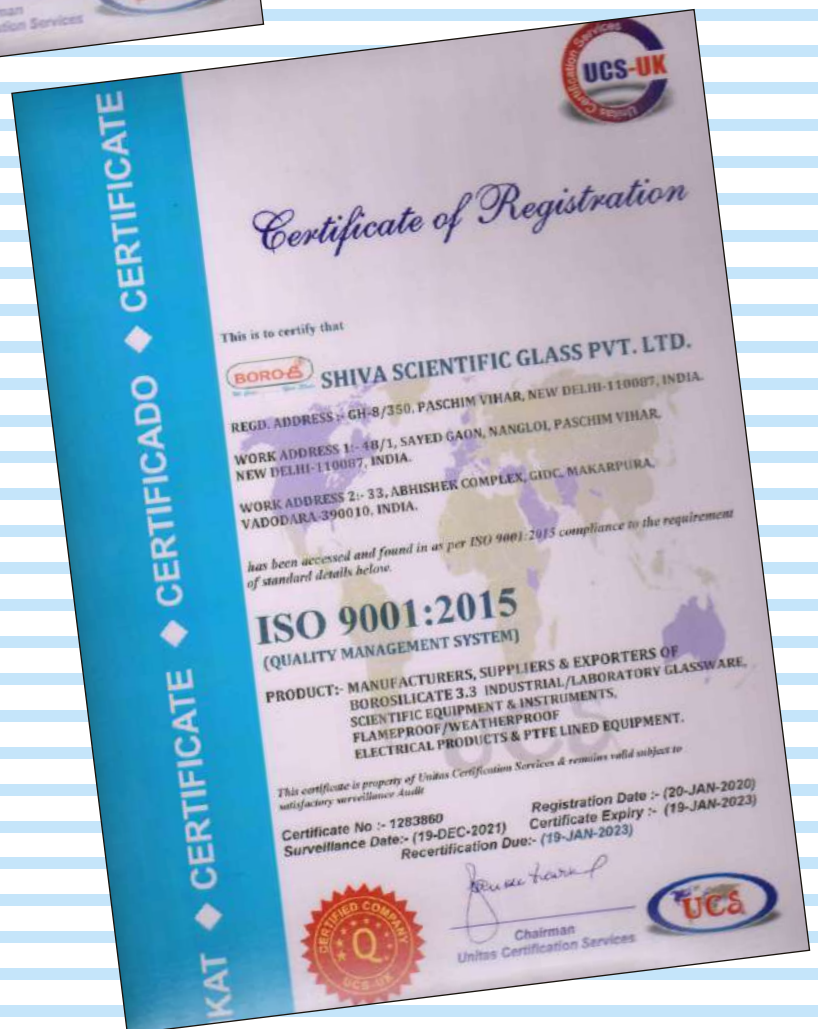 man
ation Services
Certification Services
UCS-UK
Unitas Certification
Certificate of Registration
This is to certify that
BORO-G SHIVA SCIENTIFIC GLASS PVT. LTD.
REGD. ADDRESS :- GH-8/350, PASCHIM VIHAR, NEW DELHI-110087, INDIA.
WORK ADDRESS 1:- 48/1, SAYED GAON, NANGLOI, PASCHIM VIHAR,
NEW DELHI-110087, INDIA.
WORK ADDRESS 2:- 33, ABHISHEK COMPLEX, GIDC, MAKARPURA,
VADODARA-390010, INDIA.
has been accessed and found in as per ISO 9001:2015 compliance to the requirement
of standard details below.
ISO 9001:2015
(QUALITY MANAGEMENT SYSTEM)
PRODUCT:- MANUFACTURERS, SUPPLIERS & EXPORTERS OF
BOROSILICATE 3.3 INDUSTRIAL/LABORATORY GLASSWARE,
SCIENTIFIC EQUIPMENT & INSTRUMENTS,
FLAMEPROOF/WEATHERPROOF
ELECTRICAL PRODUCTS & PTFE LINED EQUIPMENT.
UCS
This certificate is property of Unitas Certification Services & remains valid subject to
satisfactory surveillance Audit
Certificate No :- 1283860 Registration Date :- (20-JAN-2020)
Surveillance Date:- (19-DEC-2021) Certificate Expiry :- (19-JAN-2023)
Recertification Due:- (19-JAN-2023)
CERTIFIED COMPANY
Q
UCS-UK
Chairman
Unitas Certification Services
UCS
KAT ◆ CERTIFICATE ◆ CERTIFICADO ◆ CERTIFICATE